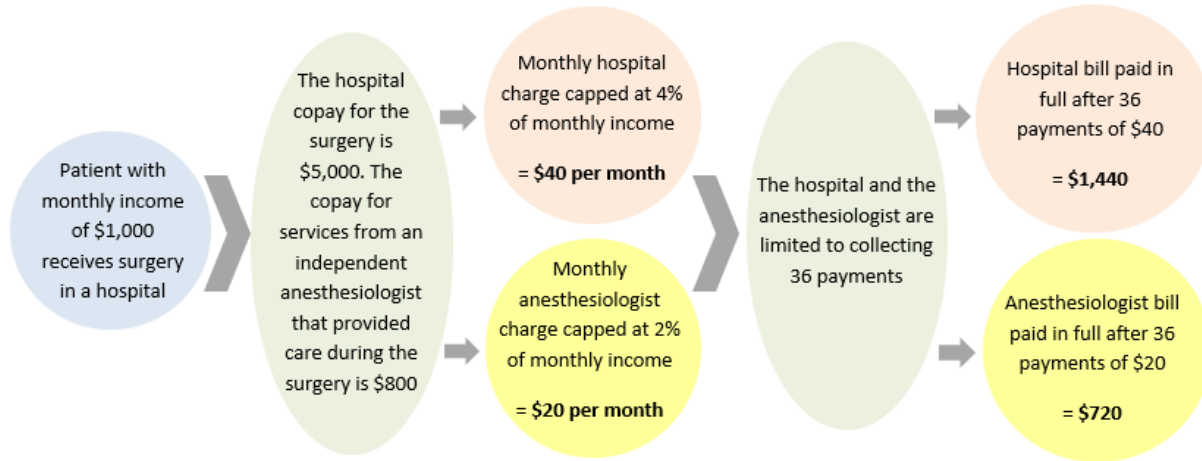 Patient with
monthly income
of $1,000
receives surgery
in a hospital
The hospital
copay for the
surgery is
$5,000. The
copay for
services from an
independent
anesthesiologist
that provided
care during the
surgery is $800
Monthly hospital
charge capped at 4%
of monthly income
= $40 per month
Monthly
anesthesiologist
charge capped at 2%
of monthly income
= $20 per month
The hospital and the
anesthesiologist are
limited to collecting
36 payments
Hospital bill paid in
full after 36
payments of $40
= $1,440
Anesthesiologist bill
paid in full after 36
payments of $20
= $720